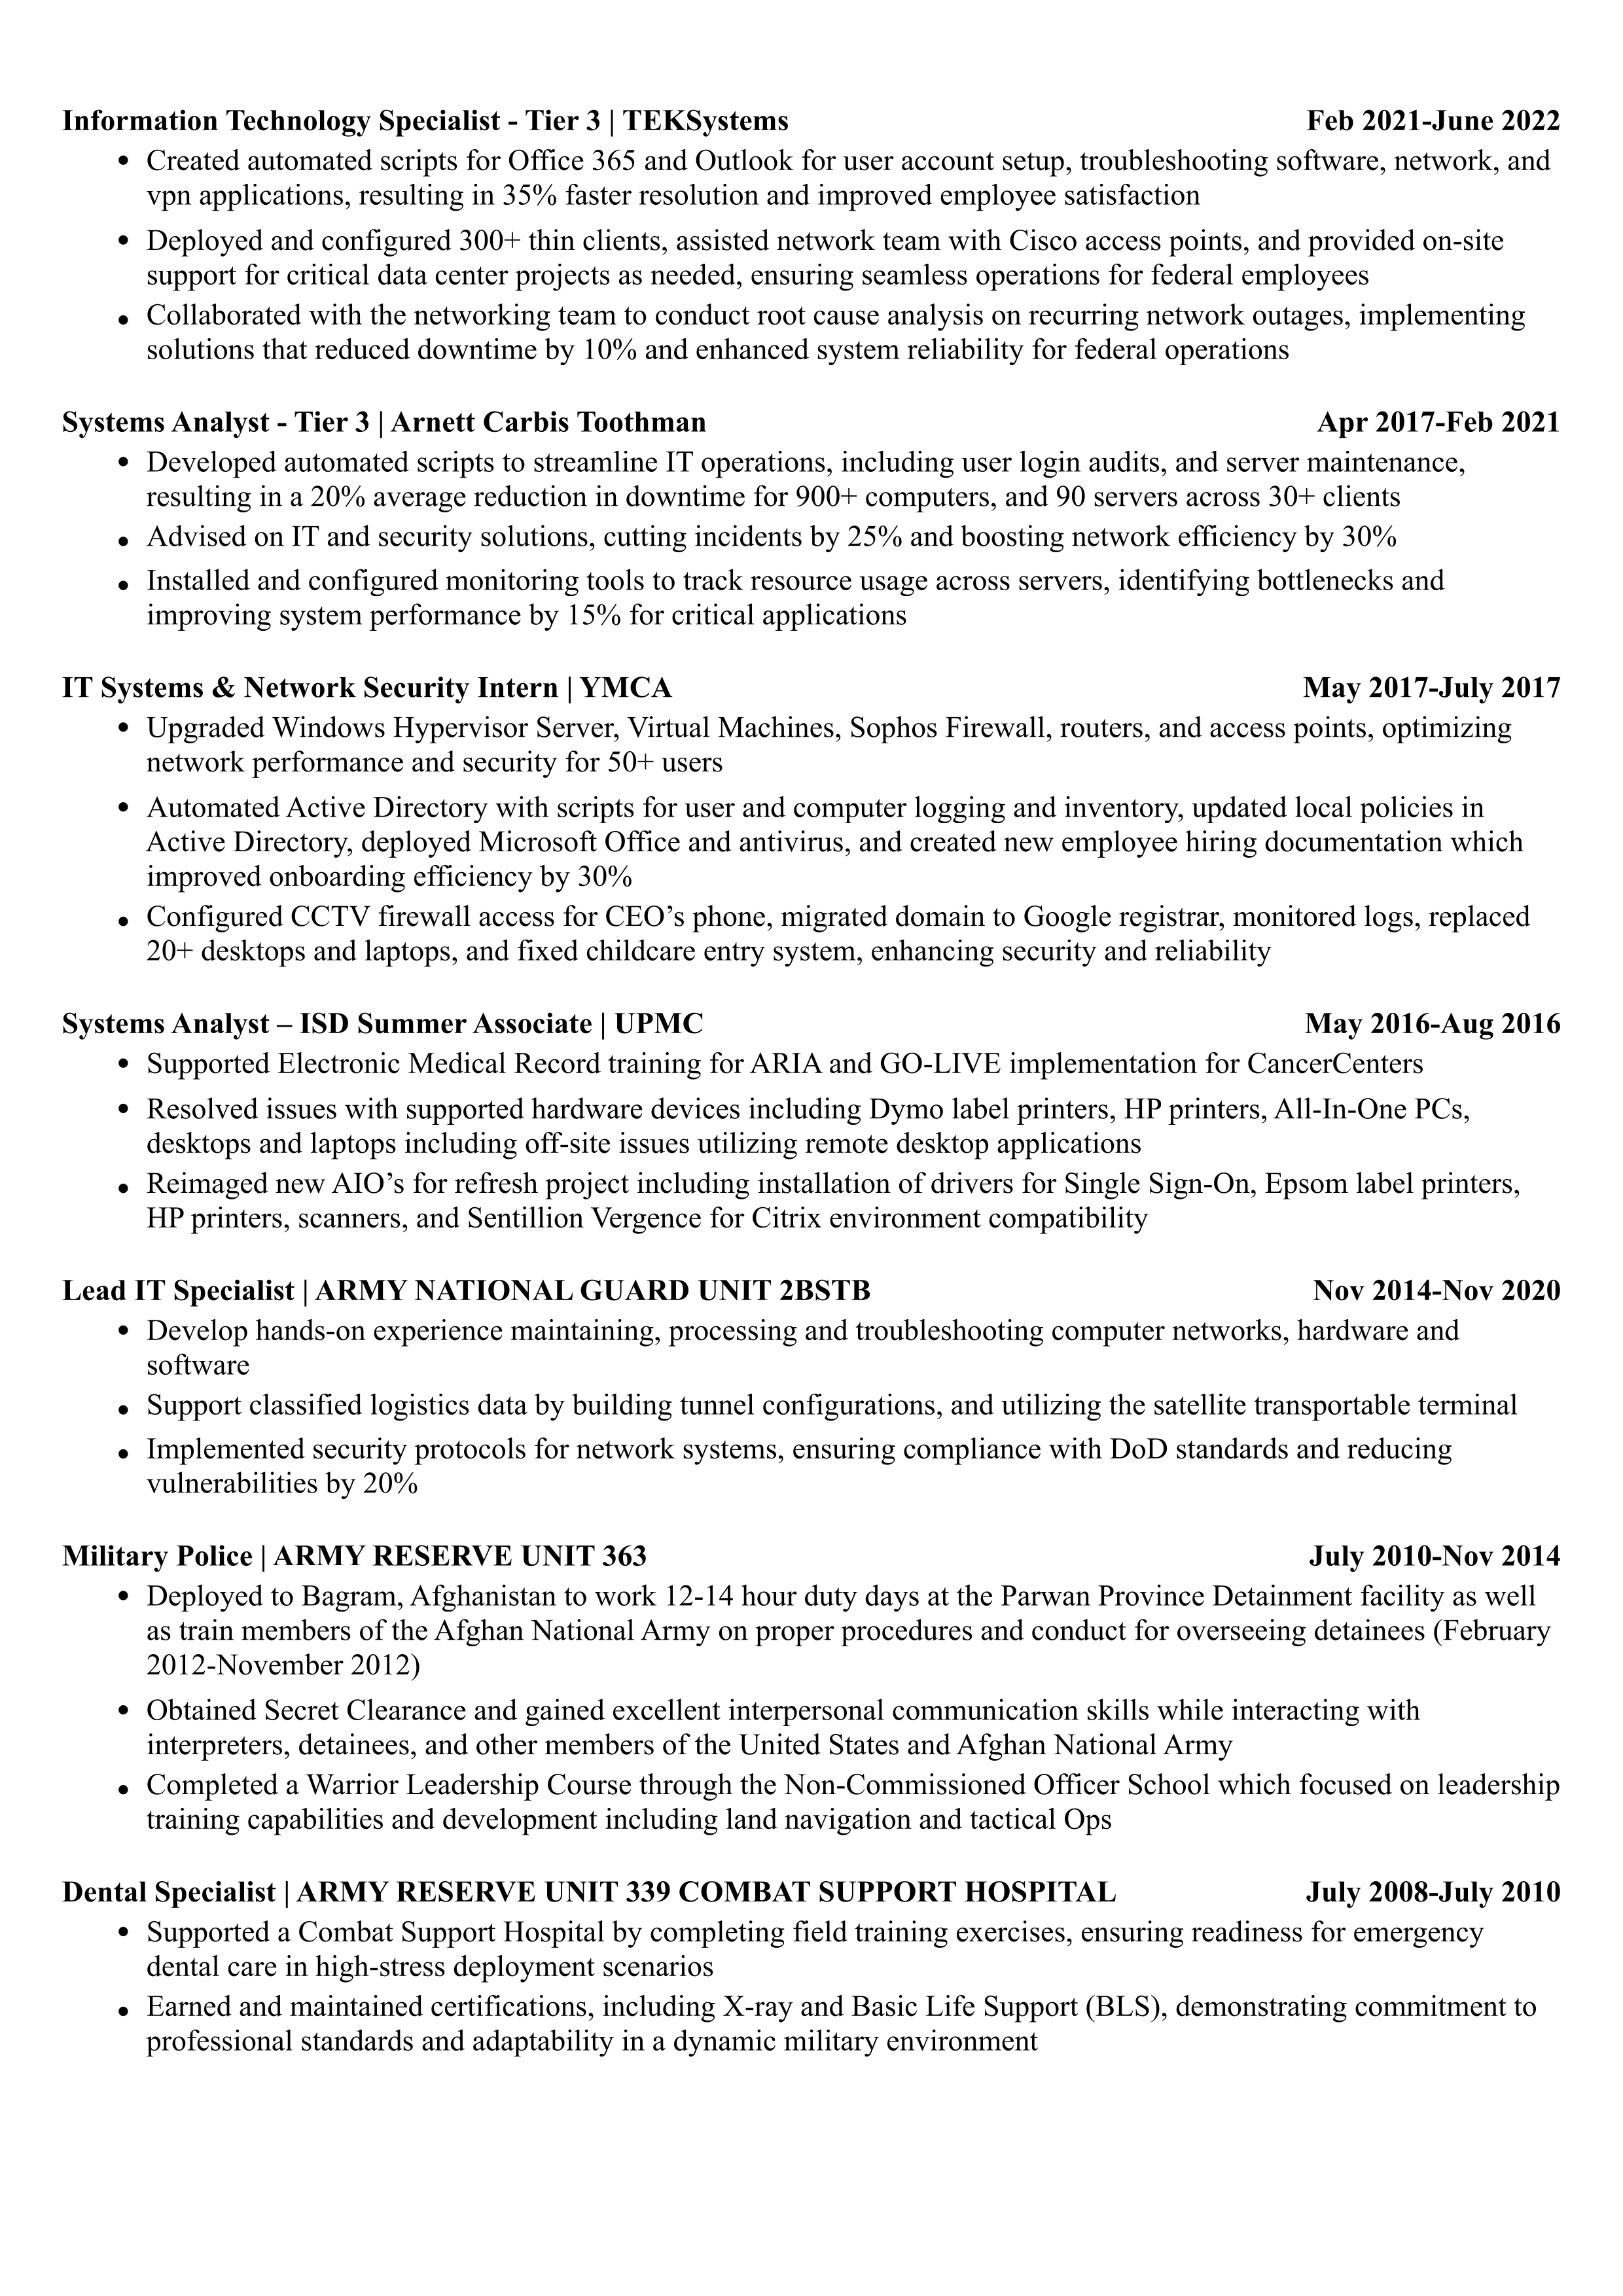 Information Technology Specialist - Tier 3 | TEKSystems Feb 2021-June 2022
• Created automated scripts for Office 365 and Outlook for user account setup, troubleshooting software, network, and
vpn applications, resulting in 35% faster resolution and improved employee satisfaction
• Deployed and configured 300+ thin clients, assisted network team with Cisco access points, and provided on-site
support for critical data center projects as needed, ensuring seamless operations for federal employees
• Collaborated with the networking team to conduct root cause analysis on recurring network outages, implementing
solutions that reduced downtime by 10% and enhanced system reliability for federal operations
Systems Analyst - Tier 3 | Arnett Carbis Toothman Apr 2017-Feb 2021
• Developed automated scripts to streamline IT operations, including user login audits, and server maintenance,
resulting in a 20% average reduction in downtime for 900+ computers, and 90 servers across 30+ clients
• Advised on IT and security solutions, cutting incidents by 25% and boosting network efficiency by 30%
• Installed and configured monitoring tools to track resource usage across servers, identifying bottlenecks and
improving system performance by 15% for critical applications
IT Systems & Network Security Intern | YMCA May 2017-July 2017
• Upgraded Windows Hypervisor Server, Virtual Machines, Sophos Firewall, routers, and access points, optimizing
network performance and security for 50+ users
• Automated Active Directory with scripts for user and computer logging and inventory, updated local policies in
Active Directory, deployed Microsoft Office and antivirus, and created new employee hiring documentation which
improved onboarding efficiency by 30%
• Configured CCTV firewall access for CEO’s phone, migrated domain to Google registrar, monitored logs, replaced
20+ desktops and laptops, and fixed childcare entry system, enhancing security and reliability
Systems Analyst – ISD Summer Associate | UPMC May 2016-Aug 2016
• Supported Electronic Medical Record training for ARIA and GO-LIVE implementation for CancerCenters
• Resolved issues with supported hardware devices including Dymo label printers, HP printers, All-In-One PCs,
desktops and laptops including off-site issues utilizing remote desktop applications
• Reimaged new AIO’s for refresh project including installation of drivers for Single Sign-On, Epsom label printers,
HP printers, scanners, and Sentillion Vergence for Citrix environment compatibility
Lead IT Specialist | ARMY NATIONAL GUARD UNIT 2BSTB Nov 2014-Nov 2020
• Develop hands-on experience maintaining, processing and troubleshooting computer networks, hardware and
software
• Support classified logistics data by building tunnel configurations, and utilizing the satellite transportable terminal
• Implemented security protocols for network systems, ensuring compliance with DoD standards and reducing
vulnerabilities by 20%
Military Police | ARMY RESERVE UNIT 363 July 2010-Nov 2014
• Deployed to Bagram, Afghanistan to work 12-14 hour duty days at the Parwan Province Detainment facility as well
as train members of the Afghan National Army on proper procedures and conduct for overseeing detainees (February
2012-November 2012)
• Obtained Secret Clearance and gained excellent interpersonal communication skills while interacting with
interpreters, detainees, and other members of the United States and Afghan National Army
• Completed a Warrior Leadership Course through the Non-Commissioned Officer School which focused on leadership
training capabilities and development including land navigation and tactical Ops
Dental Specialist | ARMY RESERVE UNIT 339 COMBAT SUPPORT HOSPITAL July 2008-July 2010
• Supported a Combat Support Hospital by completing field training exercises, ensuring readiness for emergency
dental care in high-stress deployment scenarios
• Earned and maintained certifications, including X-ray and Basic Life Support (BLS), demonstrating commitment to
professional standards and adaptability in a dynamic military environment